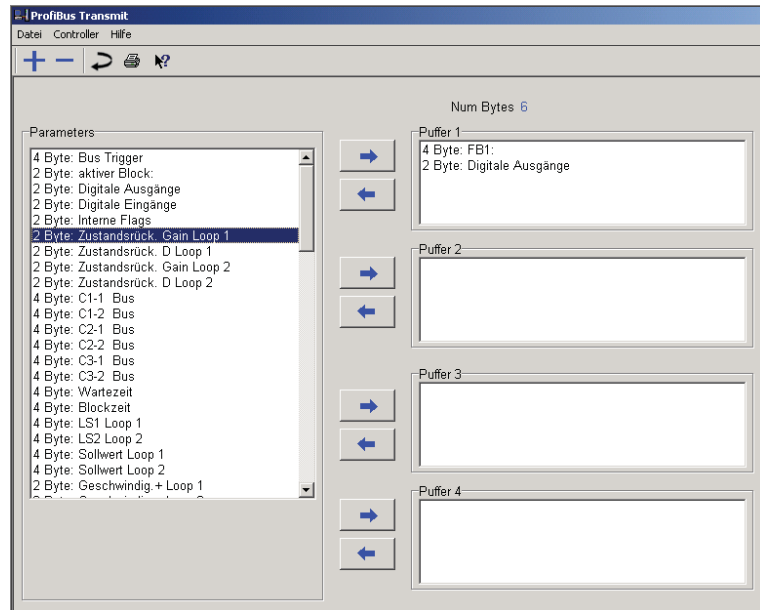 ProfiBus Transmit
Datei Controller Hilfe
Num Bytes 6
Parameters
4 Byte: Bus Trigger
2 Byte: aktiver Block:
2 Byte: Digitale Ausgänge
2 Byte: Digitale Eingänge
2 Byte: Interne Flags
2 Byte: Zustandsrück. Gain Loop 1
2 Byte: Zustandsrück. D Loop 1
2 Byte: Zustandsrück. Gain Loop 2
2 Byte: Zustandsrück. D Loop 2
4 Byte: C1-1 Bus
4 Byte: C1-2 Bus
4 Byte: C2-1 Bus
4 Byte: C2-2 Bus
4 Byte: C3-1 Bus
4 Byte: C3-2 Bus
4 Byte: Wartezeit
4 Byte: Blockzeit
4 Byte: LS1 Loop 1
4 Byte: LS2 Loop 2
4 Byte: Sollwert Loop 1
4 Byte: Sollwert Loop 2
2 Byte: Geschwindig.+ Loop 1
Puffer 1
4 Byte: FB1:
2 Byte: Digitale Ausgänge
Puffer 2
Puffer 3
Puffer 4